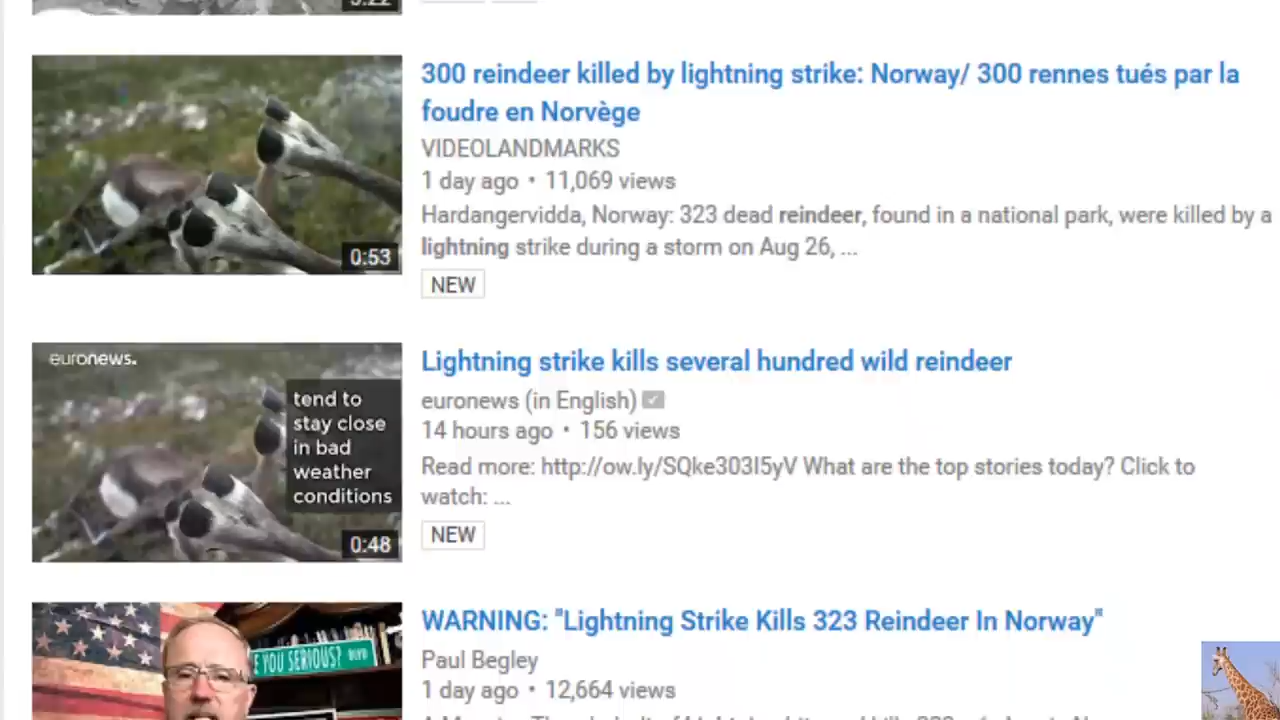 300 reindeer killed by lightning strike: Norway/ 300 rennes tués par la
foudre en Norvège
VIDEOLANDMARKS
1 day ago • 11,069 views
Hardangervidda, Norway: 323 dead reindeer, found in a national park, were killed by a
lightning strike during a storm on Aug 26, ...
0:53
NEW
euronews.
tend to
stay close
in bad
weather
conditions
0:48
Lightning strike kills several hundred wild reindeer
euronews (in English)
14 hours ago • 156 views
Read more: http://ow.ly/SQke303I5yV What are the top stories today? Click to
watch: ...
NEW
E YOU SERIOUS? BLVD
WARNING: "Lightning Strike Kills 323 Reindeer In Norway"
Paul Begley
1 day ago • 12,664 views